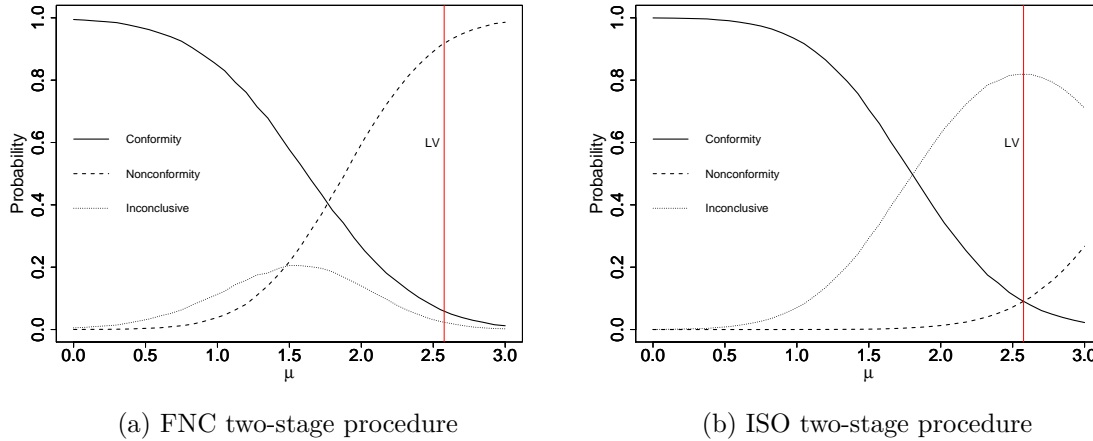 1.0
0.8
0.6
0.4
0.2
0.0
Probability
Conformity
Nonconformity
Inconclusive
LV
0.0 0.5 1.0 1.5 2.0 2.5 3.0
μ
(a) FNC two-stage procedure
1.0
0.8
0.6
0.4
0.2
0.0
Probability
Conformity
Nonconformity
Inconclusive
LV
0.0 0.5 1.0 1.5 2.0 2.5 3.0
μ
(b) ISO two-stage procedure